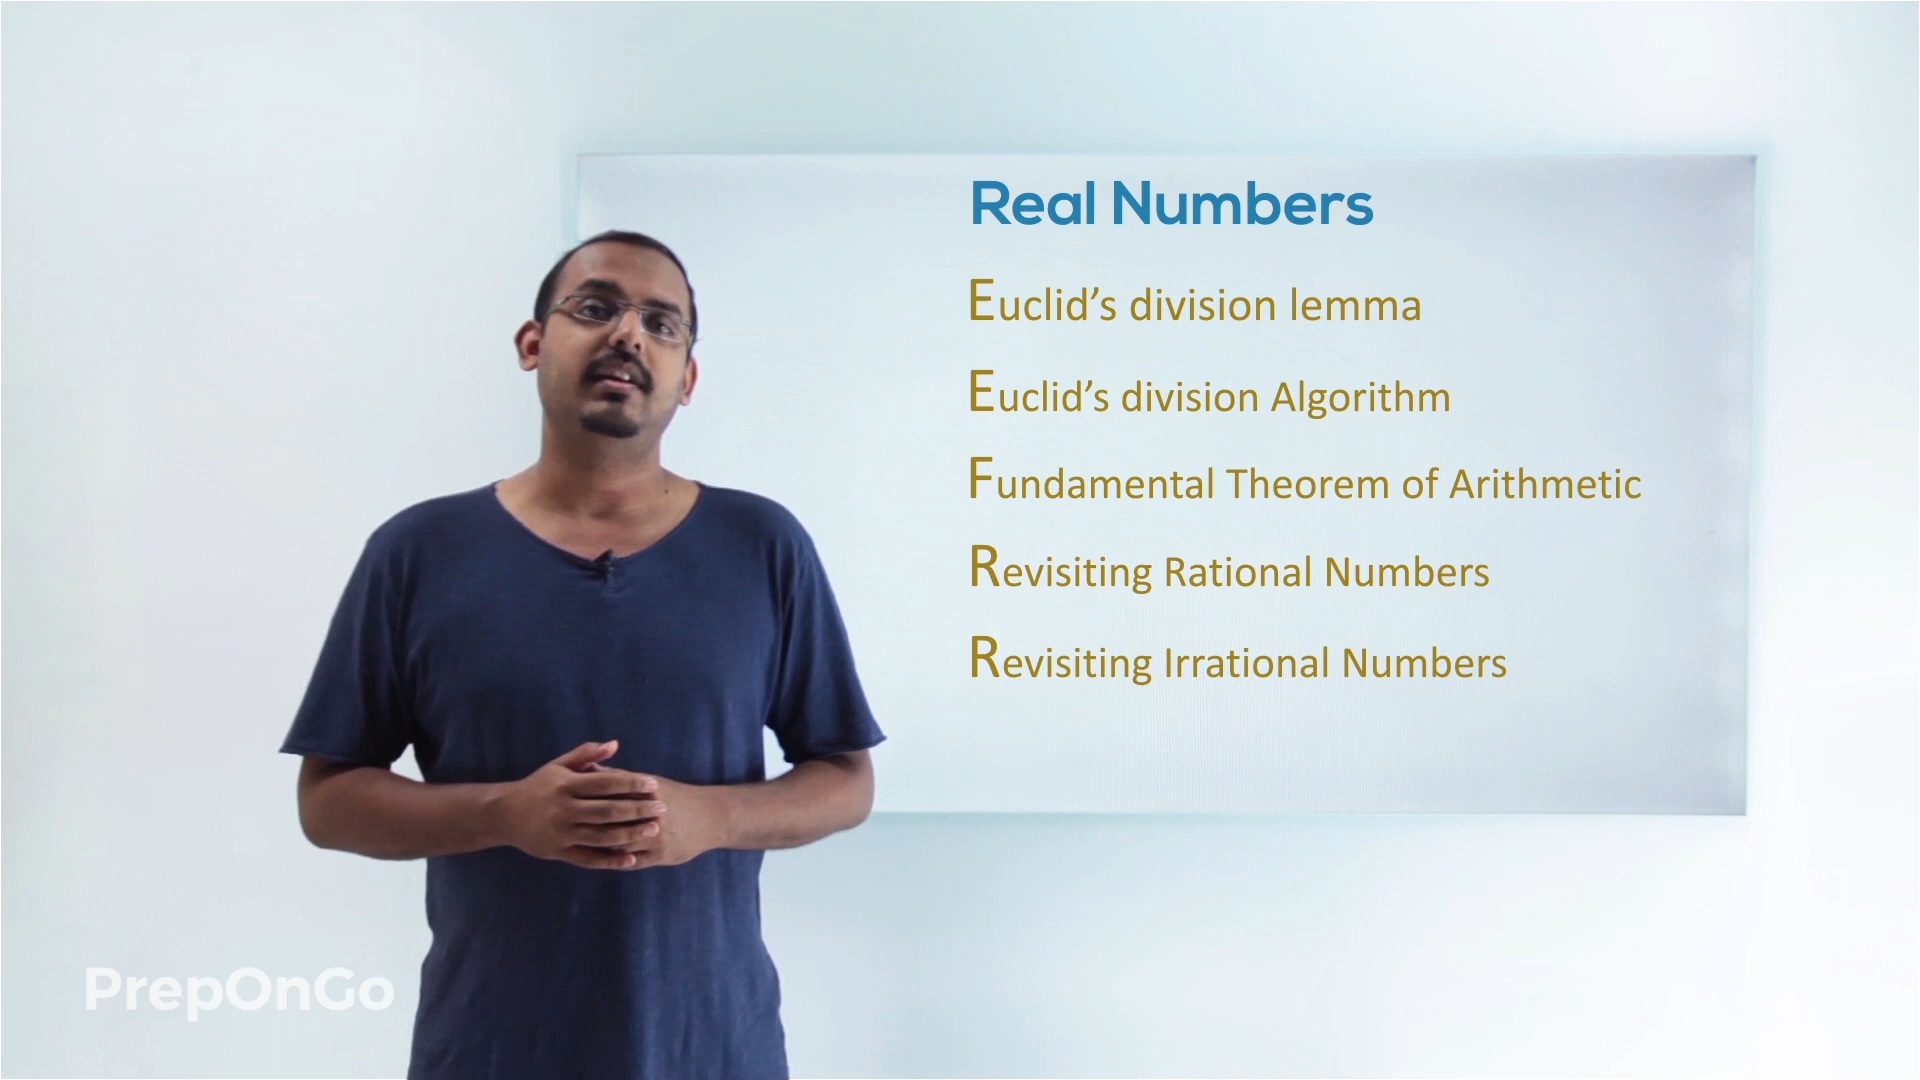 Real Numbers
Euclid’s division lemma
Euclid’s division Algorithm
Fundamental Theorem of Arithmetic
Revisiting Rational Numbers
Revisiting Irrational Numbers
PrepOnGo